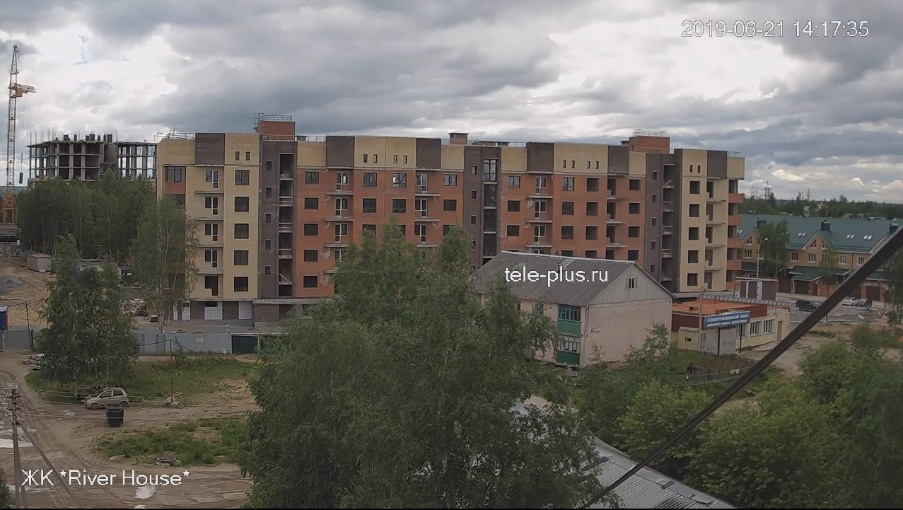 2019-06-21 14:17:35
tele-plus.ru
ЖК *River House*